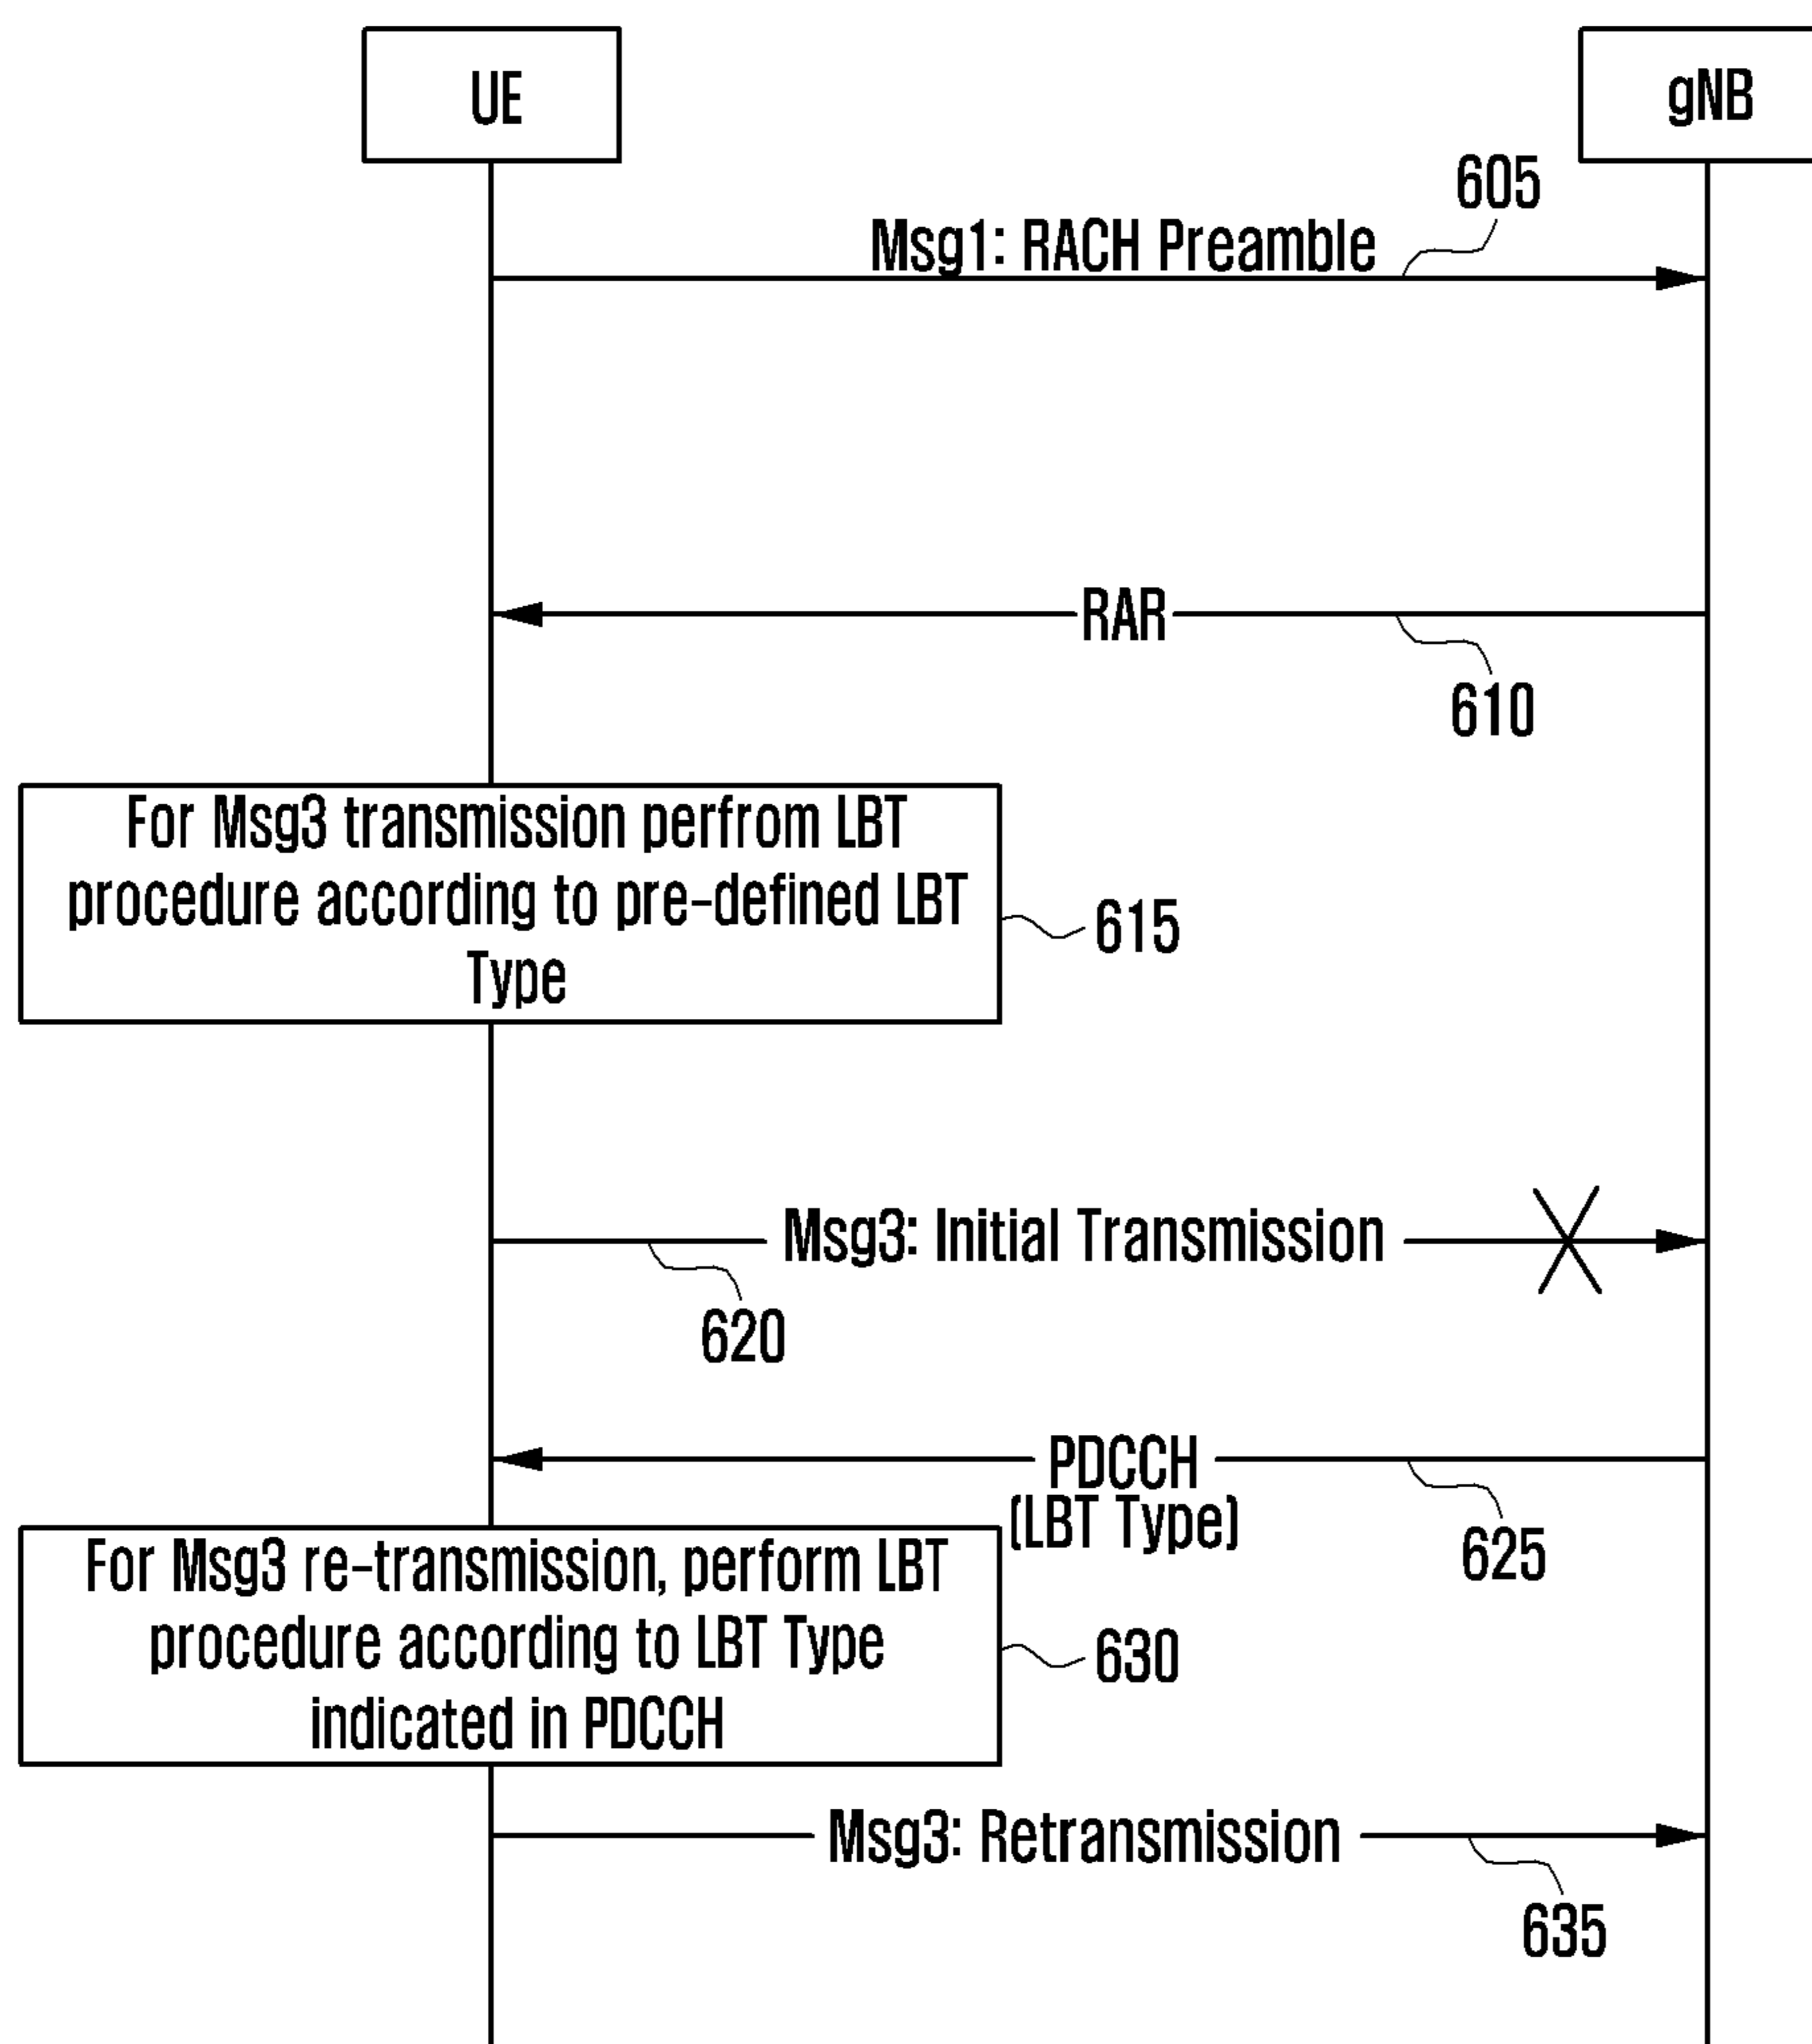 UE
gNB
605
Msg1: RACH Preamble
RAR
610
For Msg3 transmission perfrom LBT
procedure according to pre-defined LBT
Type
615
Msg3: Initial Transmission
620
PDCCH
(LBT Type)
625
For Msg3 re-transmission, perform LBT
procedure according to LBT Type
indicated in PDCCH
630
Msg3: Retransmission
635